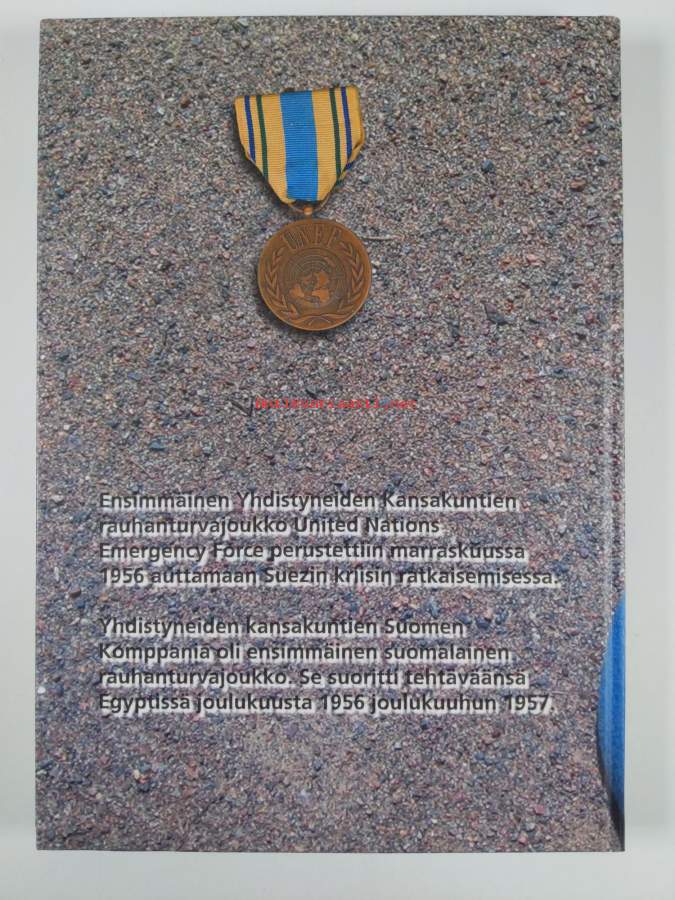 UNEF
Ensimmäinen Yhdistyneiden Kansakuntien
rauhanturvajoukko United Nations
Emergency Force perustettiin marraskuussa
1956 auttamaan Suezin kriisin ratkaisemisessa.
Yhdistyneiden kansakuntien Suomen
Komppania oli ensimmäinen suomalainen
rauhanturvajoukko. Se suoritti tehtäväänsä
Egyptissä joulukuusta 1956 joulukuuhun 1957.